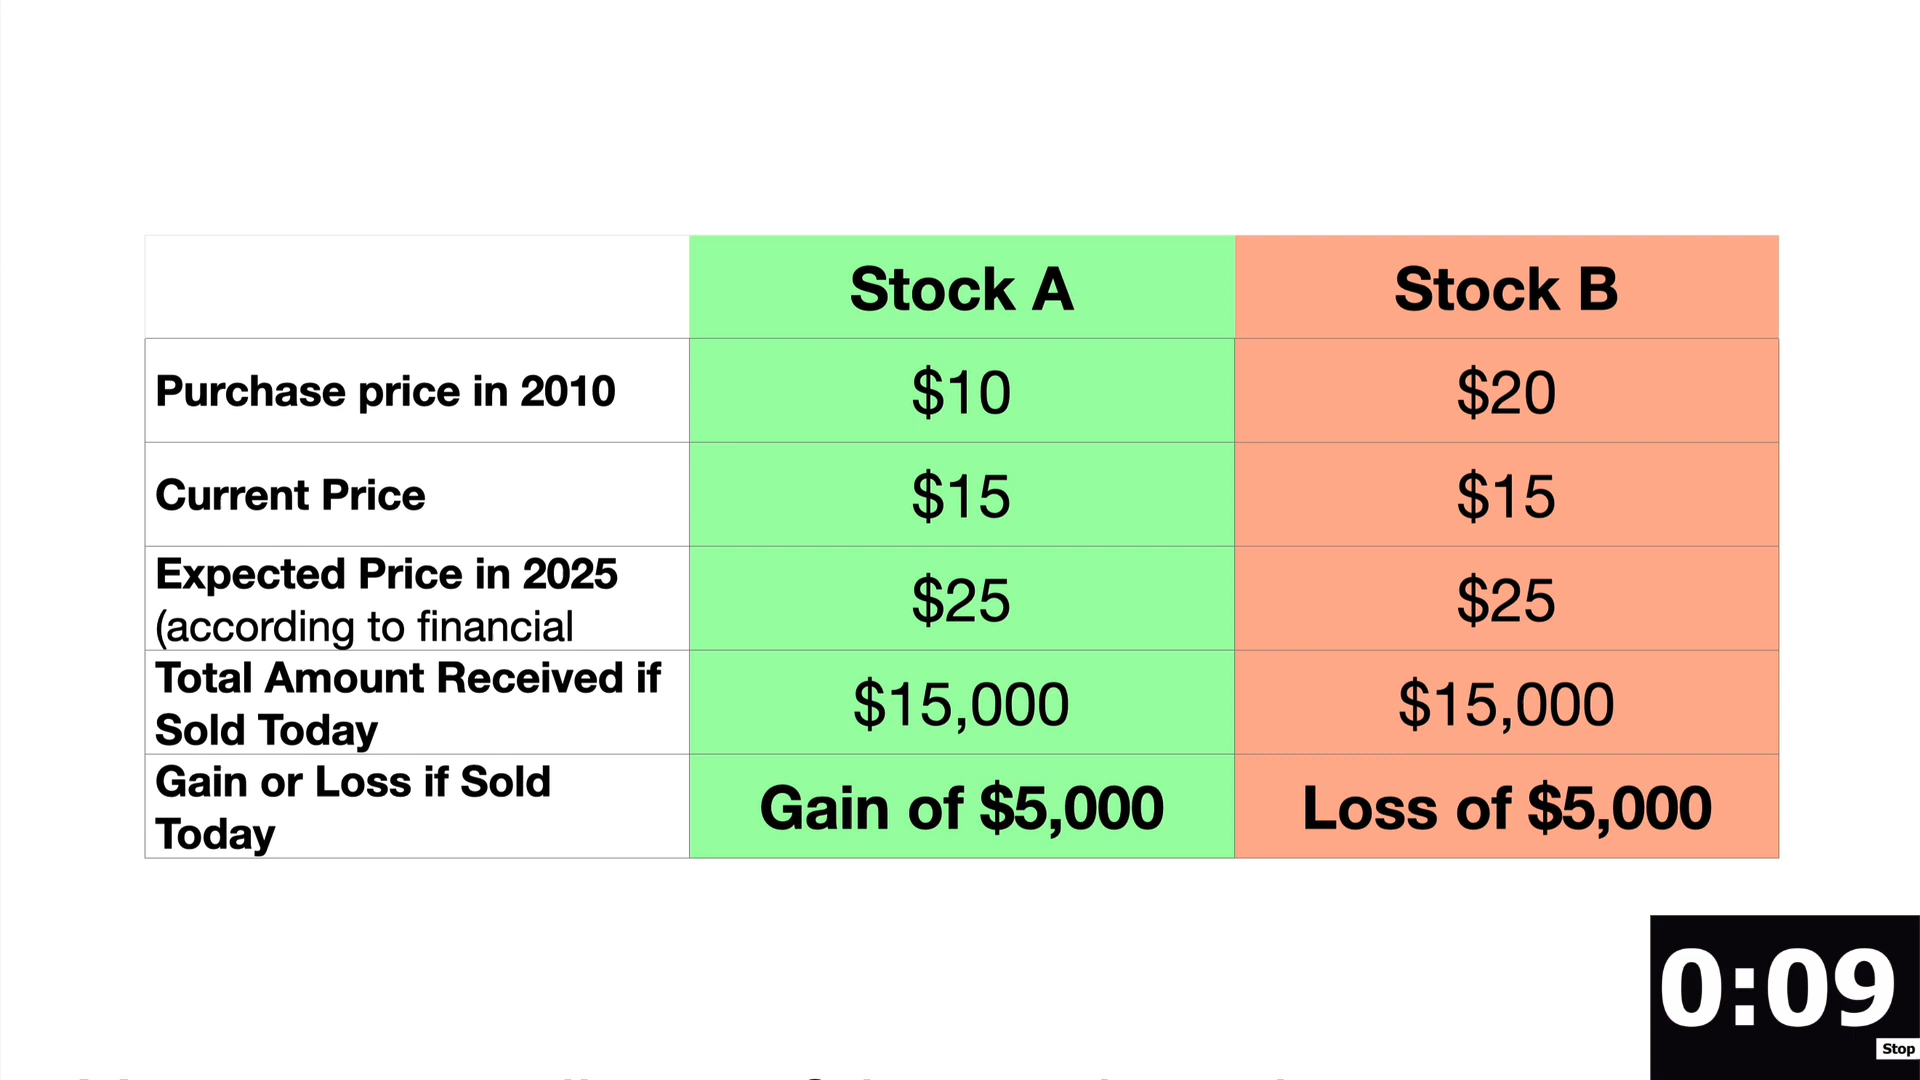 Stock A Stock B
Purchase price in 2010 $10 $20
Current Price $15 $15
Expected Price in 2025
(according to financial $25 $25
Total Amount Received if
Sold Today $15,000 $15,000
Gain or Loss if Sold
Today Gain of $5,000 Loss of $5,000
0:09
Stop